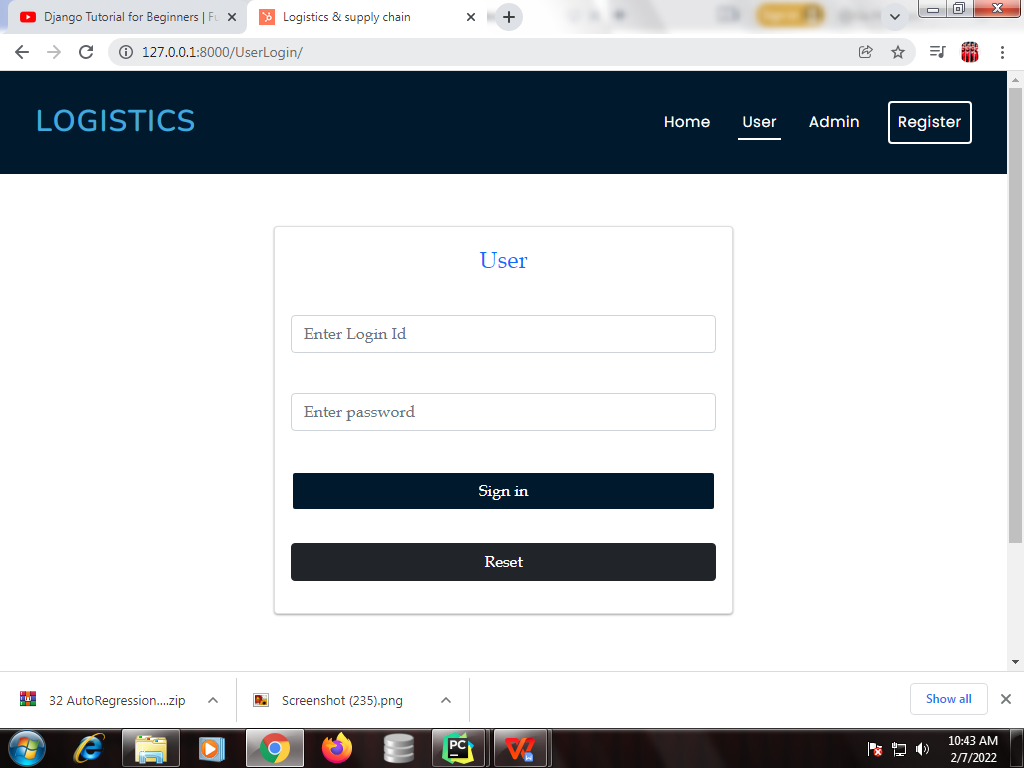 Django Tutorial for Beginners | Fu
Logistics & supply chain
127.0.0.1:8000/UserLogin/
LOGISTICS
Home
User
Admin
Register
User
Enter Login Id
Enter password
Sign in
Reset
32 AutoRegression....zip
Screenshot (235).png
Show all
PC
10:43 AM
2/7/2022